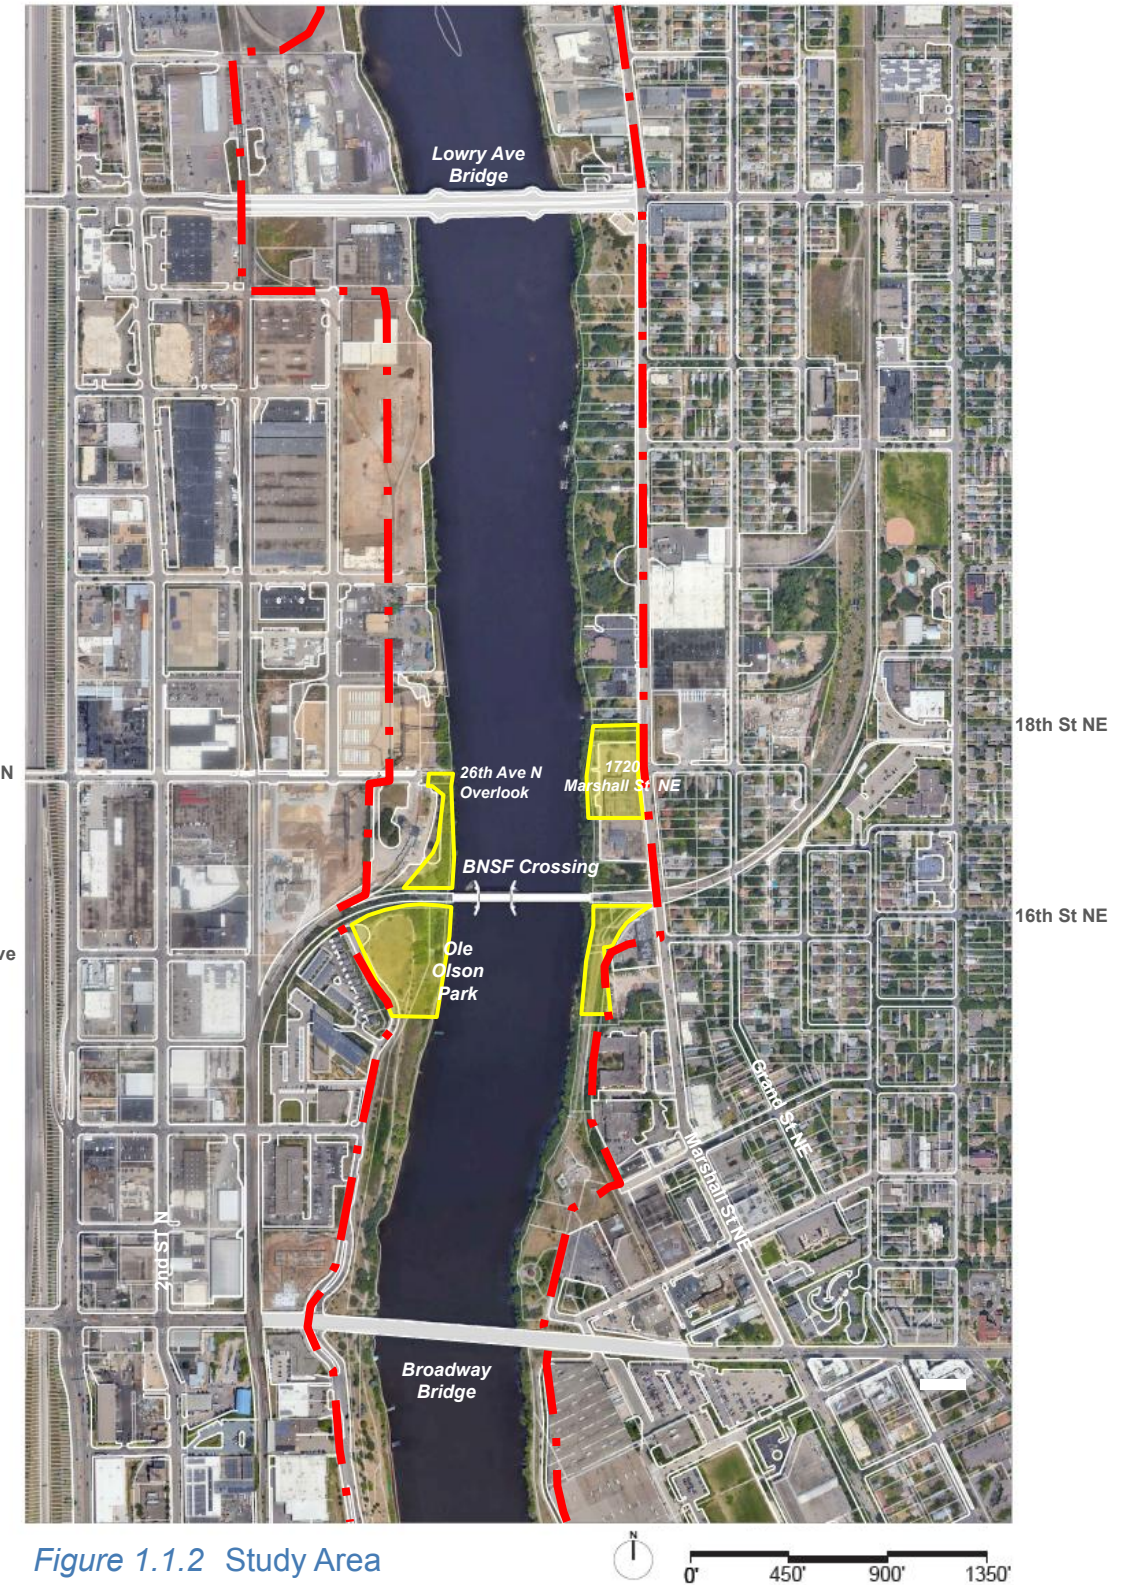 Lowry Ave
Bridge
18th St NE
N
26th Ave N
Overlook
1720
Marshall St NE
BNSF Crossing
16th St NE
ve
Ole
Olson
Park
Grand St NE
Marshall St NE
2nd ST N
Broadway
Bridge
Figure 1.1.2 Study Area
N
0' 450' 900' 1350'